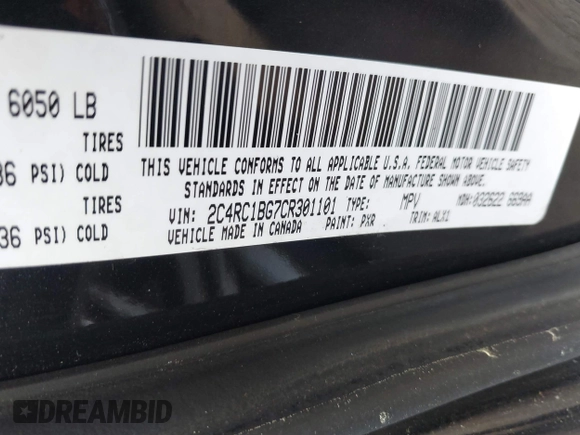 6050 LB
TIRES
36 PSI) COLD
TIRES
36 PSI) COLD
THIS VEHICLE CONFORMS TO ALL APPLICABLE U.S.A. FEDERAL MOTOR VEHICLE SAFETY
STANDARDS IN EFFECT ON THE DATE OF MANUFACTURE SHOWN ABOVE.
VIN: 2C4RC1BG7CR301101 TYPE: MPV
VEHICLE MADE IN CANADA PAINT: PXR TRIM: ALX1
DREAMBID